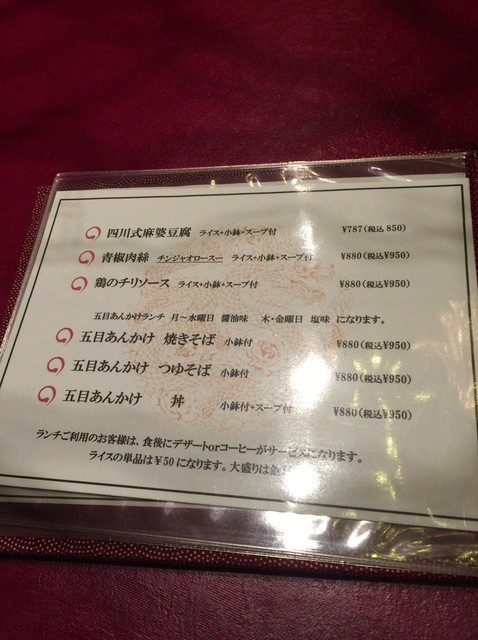 四川式麻婆豆腐 ライス+小鉢+スープ付 ¥787(税込 850)
青椒肉絲 チンジャオロースー ライス+小鉢+スープ付 ¥880(税込¥950)
鶏のチリソース ライス+小鉢+スープ付 ¥880(税込¥950)
五目あんかけランチ 月～水曜日 醤油味 木・金曜日 塩味 になります。
五目あんかけ 焼きそば 小鉢付 ¥880(税込¥950)
五目あんかけ つゆそば 小鉢付 ¥880(税込¥950)
五目あんかけ 丼 小鉢付+スープ付 ¥880(税込¥950)
ランチご利用のお客様は、食後にデザートorコーヒーがサービスになります。
ライスの単品は¥50になります。大盛りは